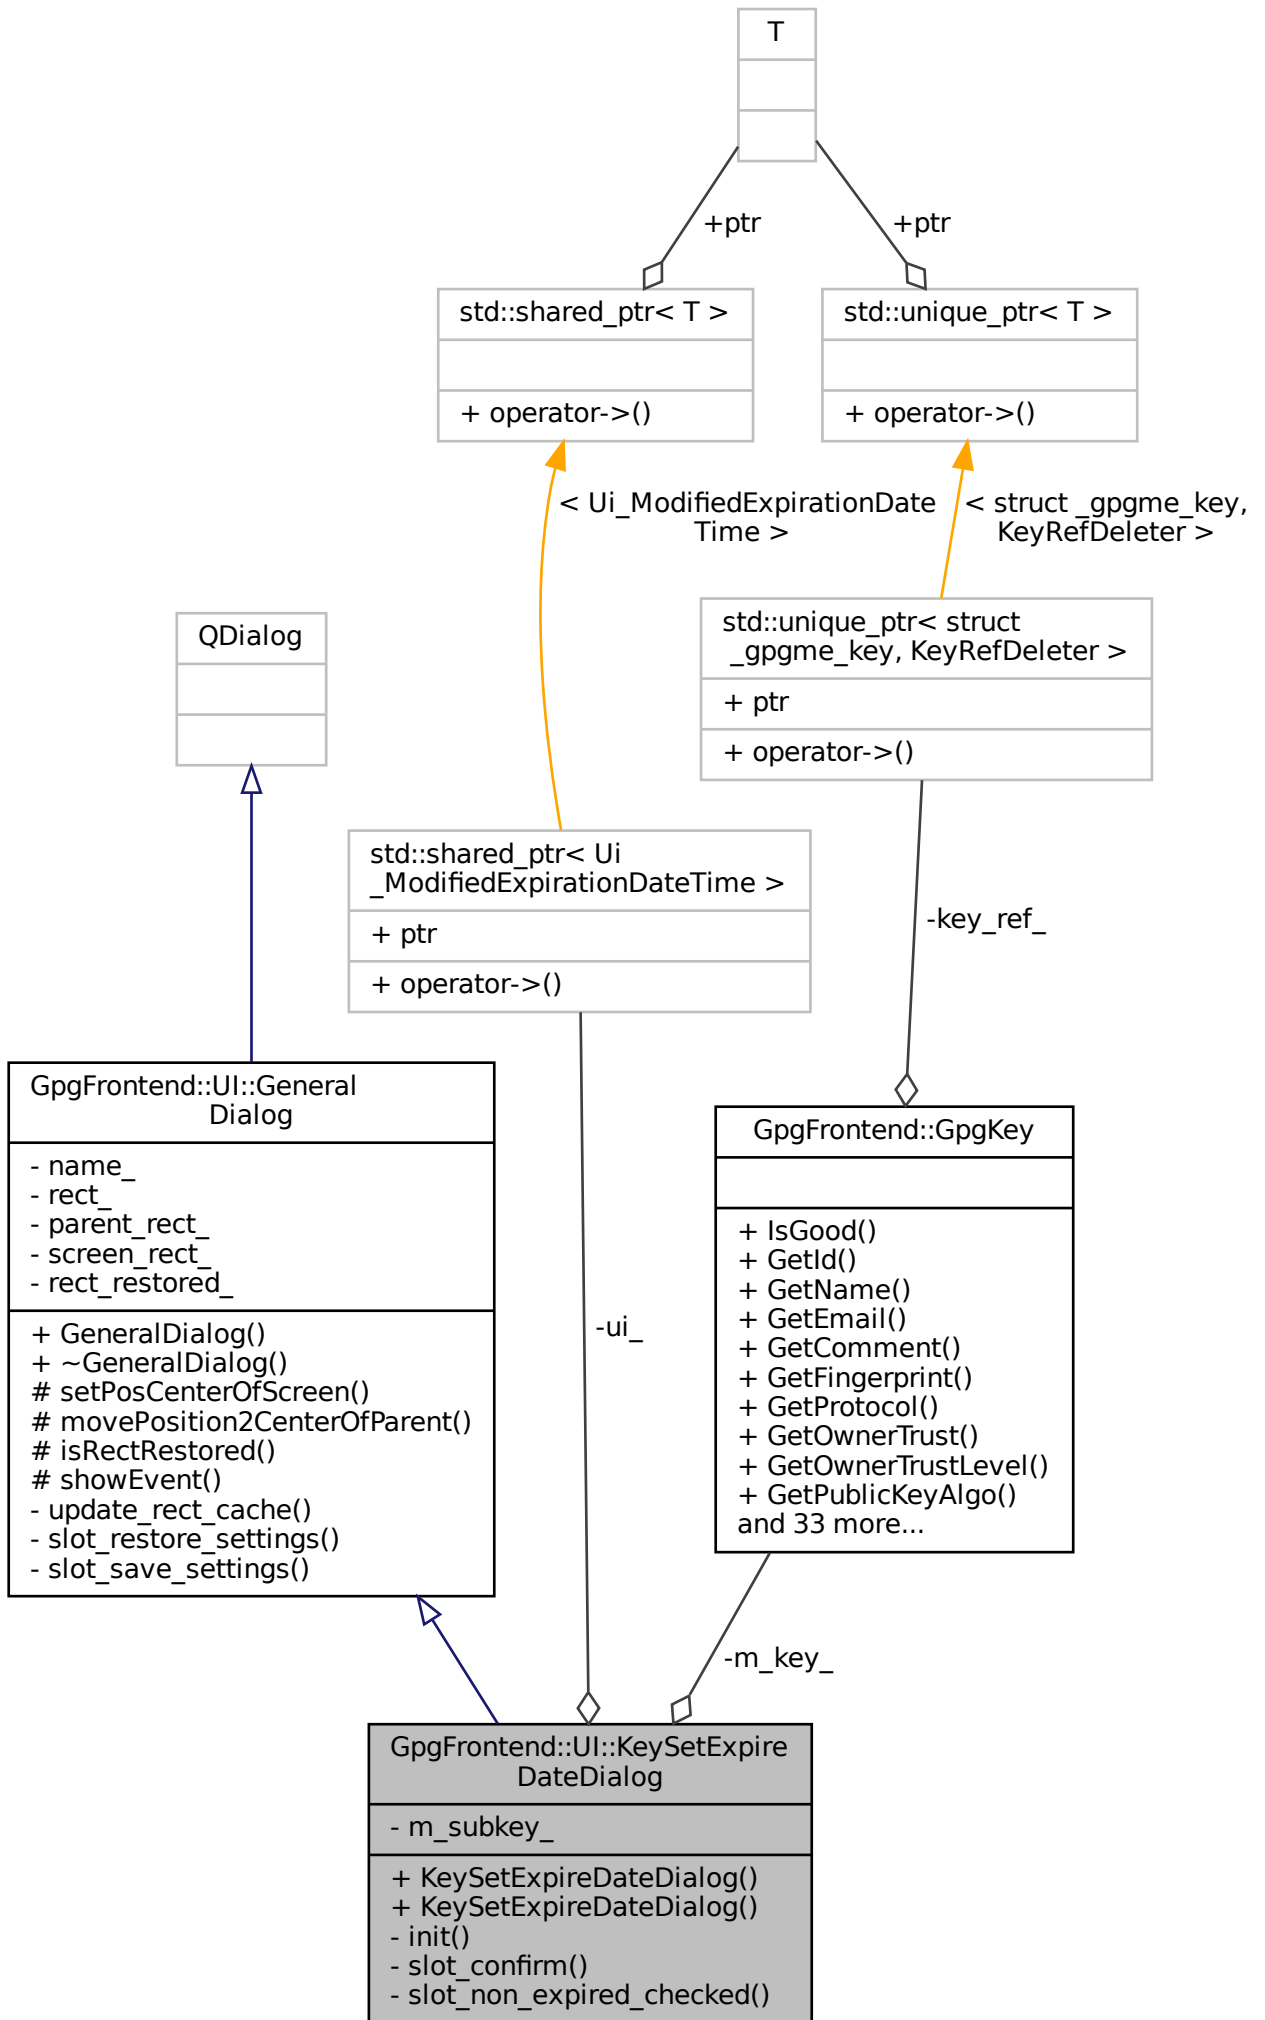 T
+ptr
+ptr
std::shared_ptr< T >
+ operator->()
std::unique_ptr< T >
+ operator->()
< Ui_ModifiedExpirationDate
Time >
< struct _gpgme_key,
KeyRefDeleter >
QDialog
std::unique_ptr< struct
_gpgme_key, KeyRefDeleter >
+ ptr
+ operator->()
std::shared_ptr< Ui
_ModifiedExpirationDateTime >
+ ptr
+ operator->()
-key_ref_
GpgFrontend::UI::General
Dialog
- name_
- rect_
- parent_rect_
- screen_rect_
- rect_restored_
+ GeneralDialog()
+ ~GeneralDialog()
# setPosCenterOfScreen()
# movePosition2CenterOfParent()
# isRectRestored()
# showEvent()
- update_rect_cache()
- slot_restore_settings()
- slot_save_settings()
-ui_
GpgFrontend::GpgKey
+ IsGood()
+ GetId()
+ GetName()
+ GetEmail()
+ GetComment()
+ GetFingerprint()
+ GetProtocol()
+ GetOwnerTrust()
+ GetOwnerTrustLevel()
+ GetPublicKeyAlgo()
and 33 more...
-m_key_
GpgFrontend::UI::KeySetExpire
DateDialog
- m_subkey_
+ KeySetExpireDateDialog()
+ KeySetExpireDateDialog()
- init()
- slot_confirm()
- slot_non_expired_checked()